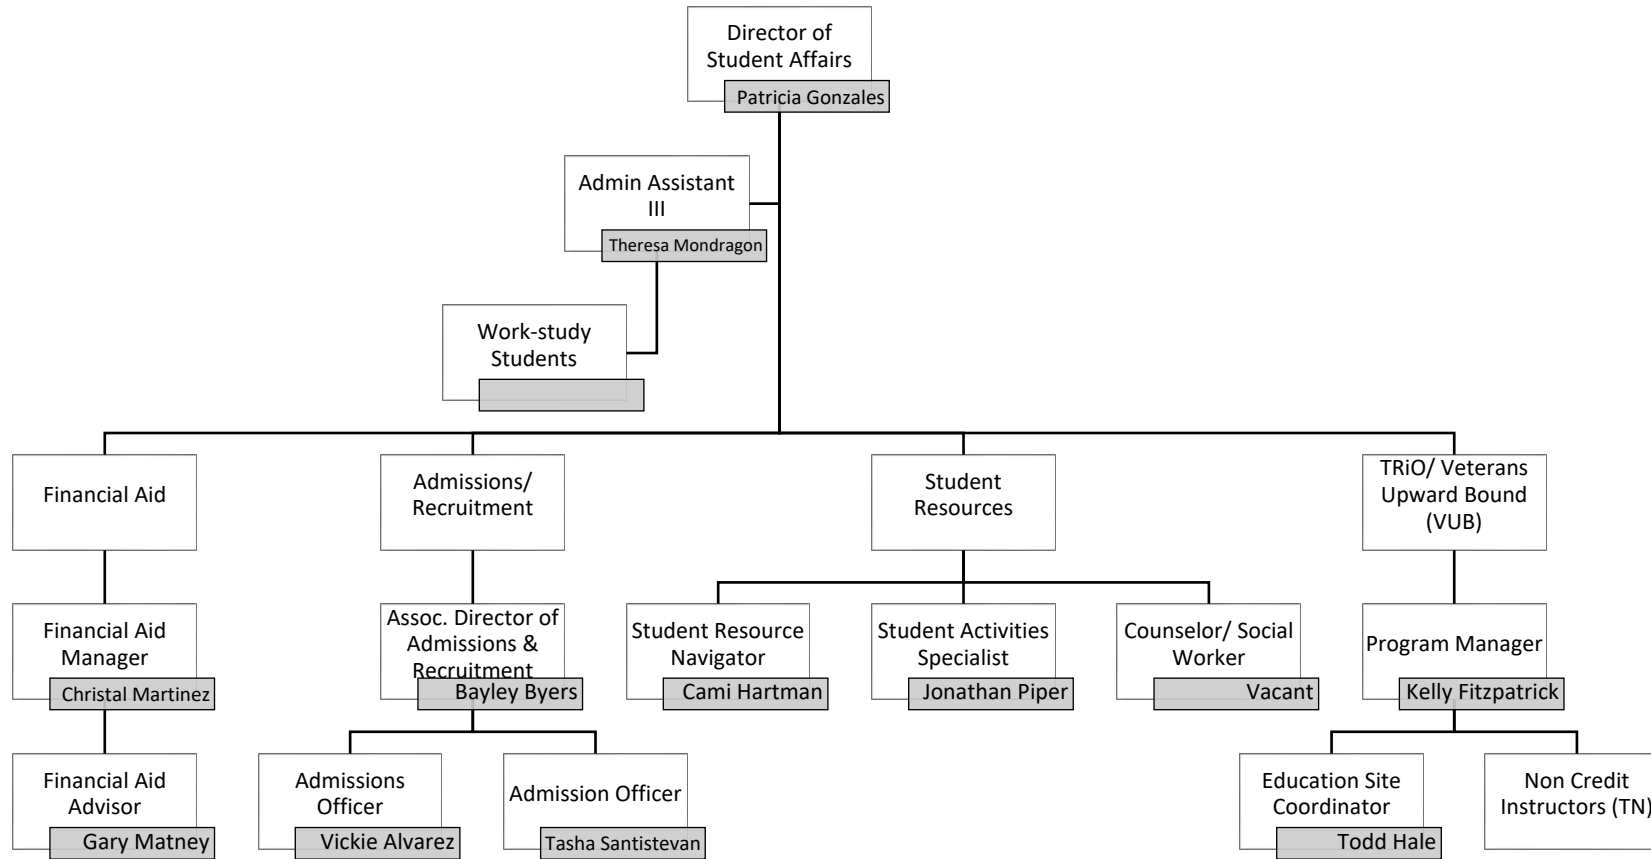 Director of
Student Affairs
Patricia Gonzales
Admin Assistant
III
Theresa Mondragon
Work-study
Students
Financial Aid
Admissions/
Recruitment
Student
Resources
TRiO/ Veterans
Upward Bound
(VUB)
Financial Aid
Manager
Christal Martinez
Assoc. Director of
Admissions &
Recruitment
Bayley Byers
Student Resource
Navigator
Cami Hartman
Student Activities
Specialist
Jonathan Piper
Counselor/ Social
Worker
Vacant
Program Manager
Kelly Fitzpatrick
Financial Aid
Advisor
Gary Matney
Admissions
Officer
Vickie Alvarez
Admission Officer
Tasha Santistevan
Education Site
Coordinator
Todd Hale
Non Credit
Instructors (TN)